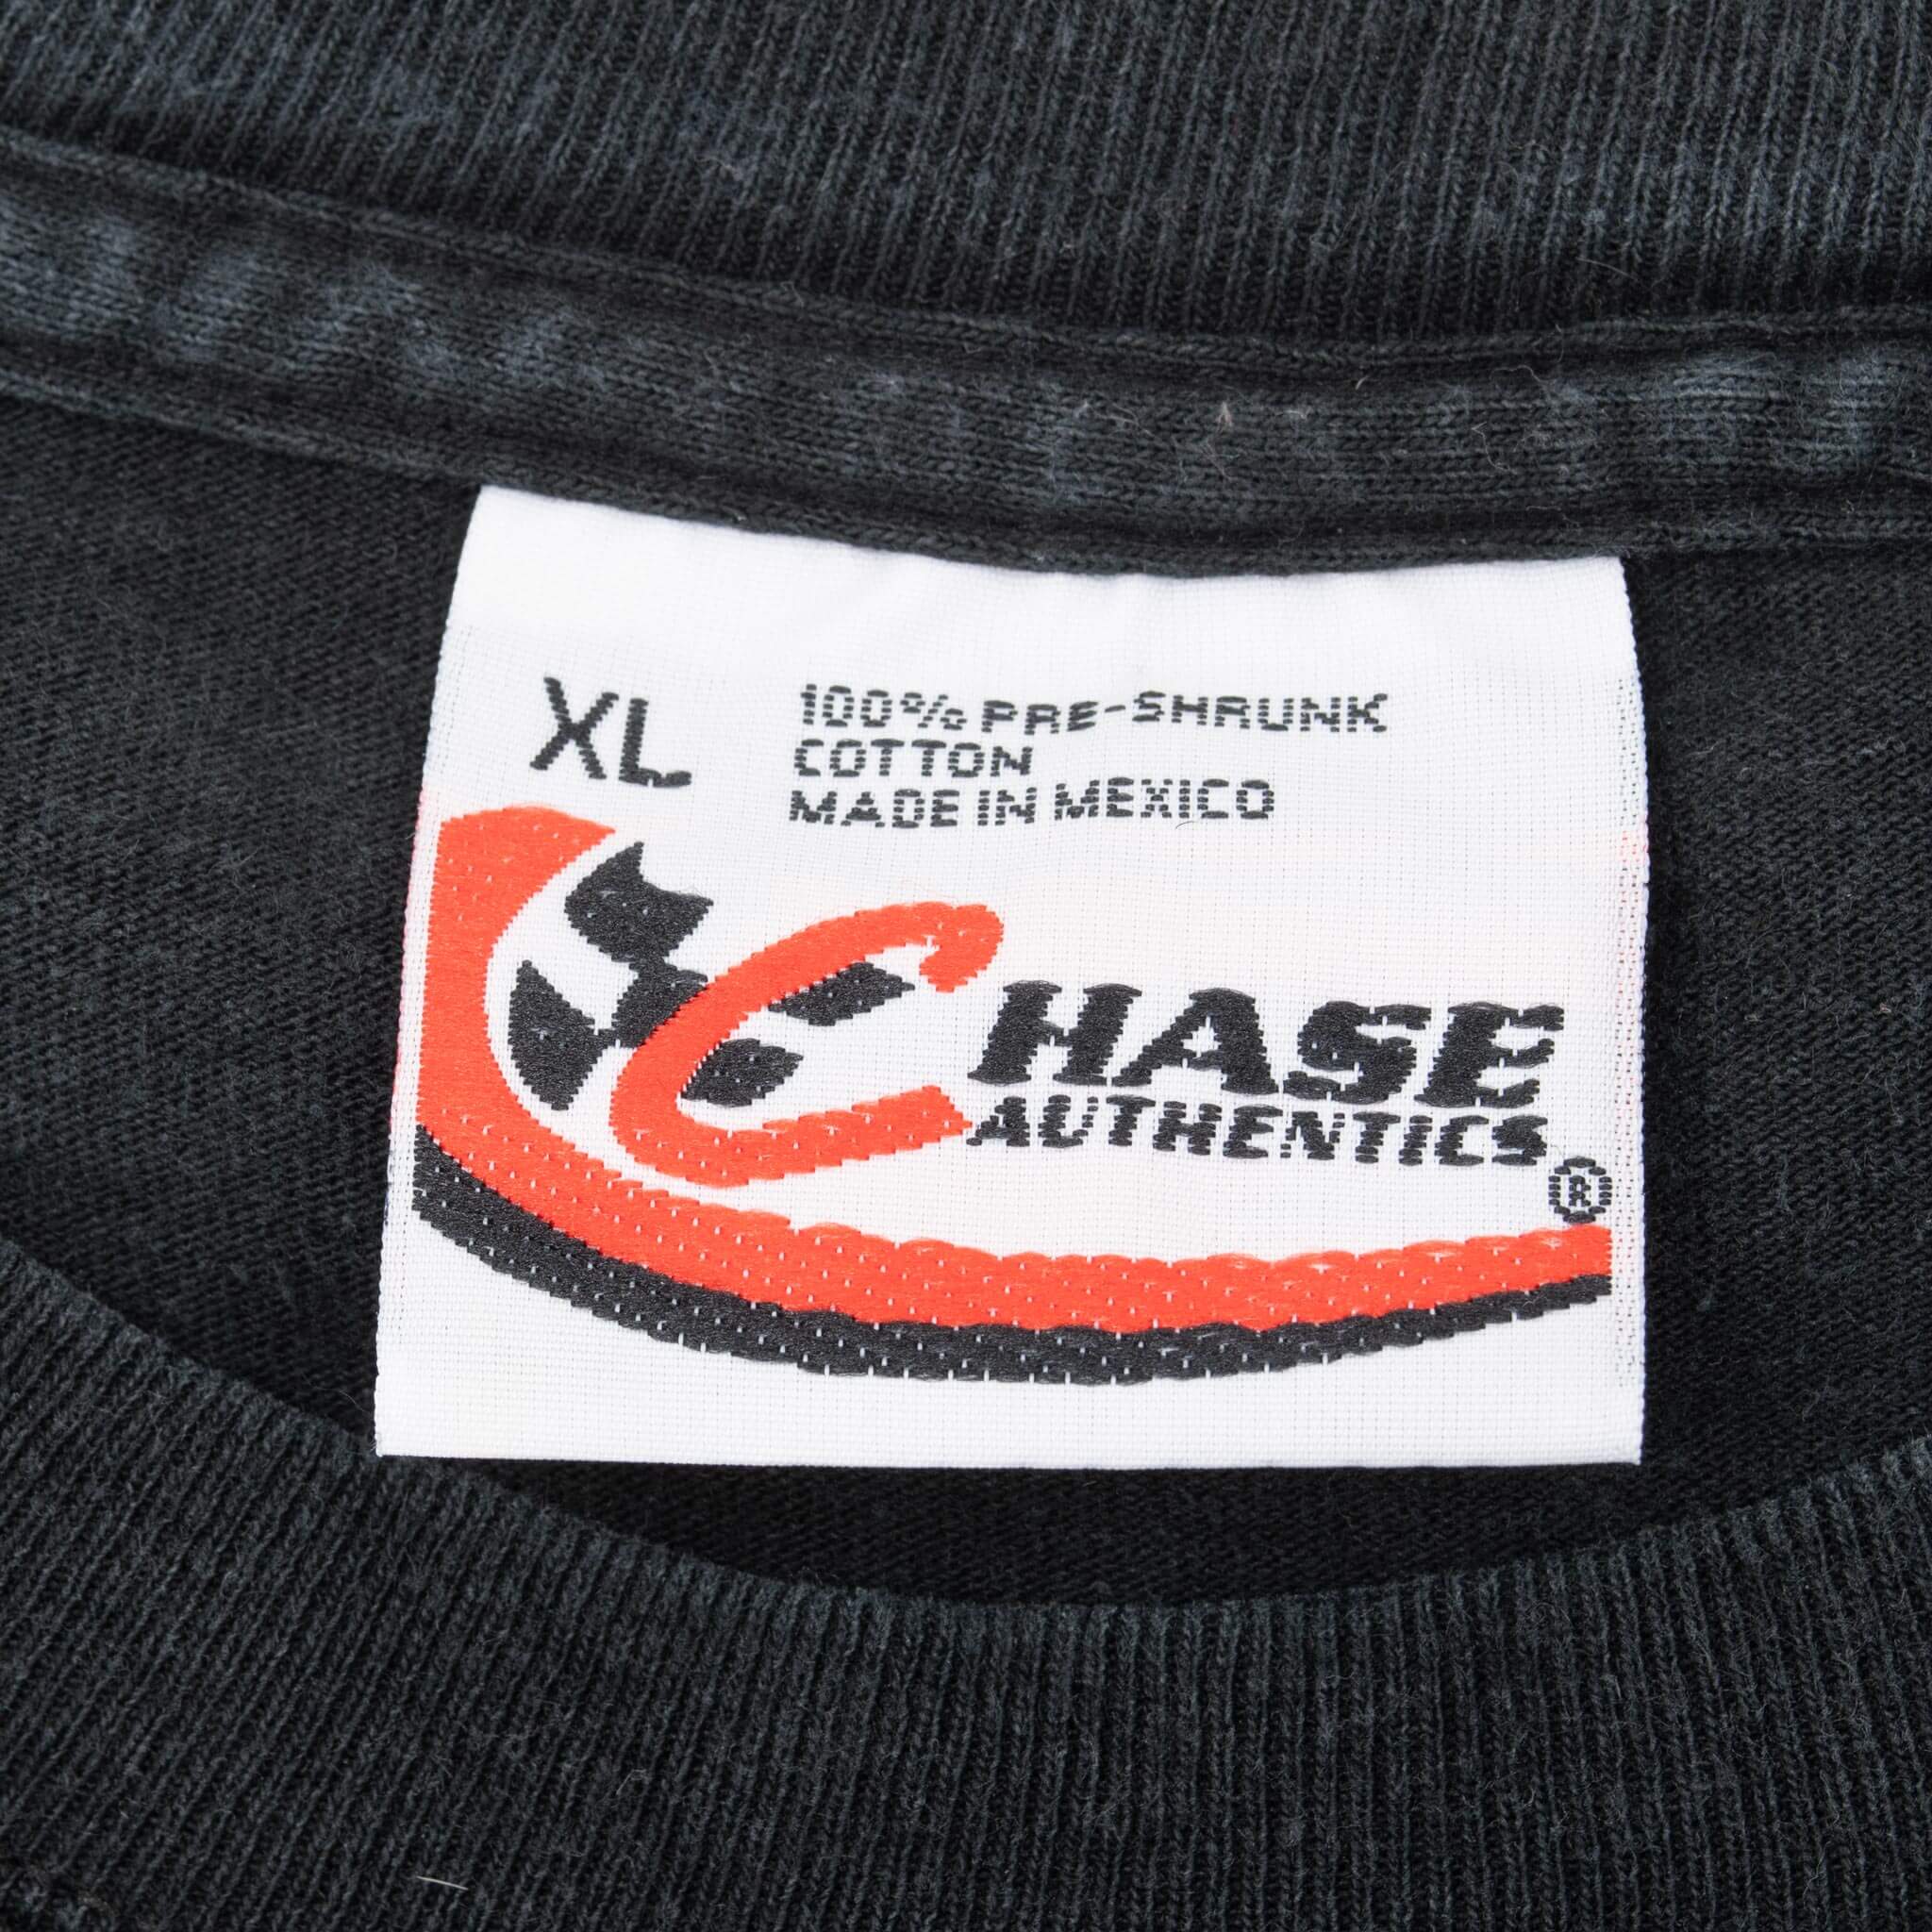 XL
100% PRE-SHRUNK
COTTON
MADE IN MEXICO
CHASE
AUTHENTICS®